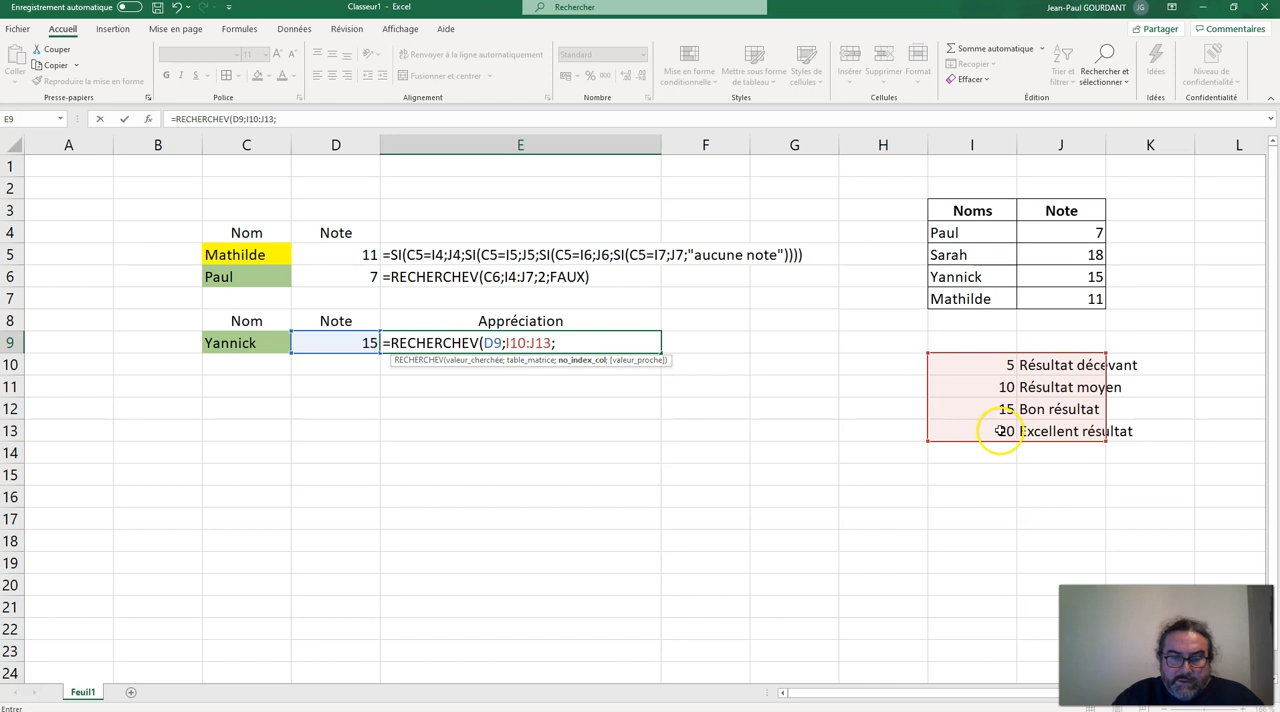 Enregistrement automatique
Classeur1 - Excel
Rechercher
Jean-Paul GOURDANT
JG
Fichier
Accueil
Insertion
Mise en page
Formules
Données
Révision
Affichage
Aide
Partager
Commentaires
Coller
Couper
Copier
Reproduire la mise en forme
Presse-papiers
G I S
Police
Renvoyer à la ligne automatiquement
Fusionner et centrer
Alignement
Standard
Nombre
Mise en forme conditionnelle
Mettre sous forme de tableau
Styles de cellules
Styles
Insérer
Supprimer
Format
Cellules
Somme automatique
Recopier
Effacer
Trier et filtrer
Rechercher et sélectionner
Édition
Idées
Idées
Niveau de confidentialité
Confidentialité
E9
=RECHERCHEV(D9;I10:J13;
A B C D E F G H I J K L
1
2
3 Noms Note
4 Nom Note Paul 7
5 Mathilde 11 =SI(C5=I4;J4;SI(C5=I5;J5;SI(C5=I6;J6;SI(C5=I7;J7;"aucune note")))) Sarah 18
6 Paul 7 =RECHERCHEV(C6;I4:J7;2;FAUX) Yannick 15
7 Mathilde 11
8 Nom Note Appréciation
9 Yannick 15 =RECHERCHEV(D9;I10:J13;
RECHERCHEV(valeur_cherchée; table_matrice; no_index_col; [valeur_proche])
10 5 Résultat décevant
11 10 Résultat moyen
12 15 Bon résultat
13 20 Excellent résultat
14
15
16
17
18
19
20
21
22
23
24
Feuil1
Entrer